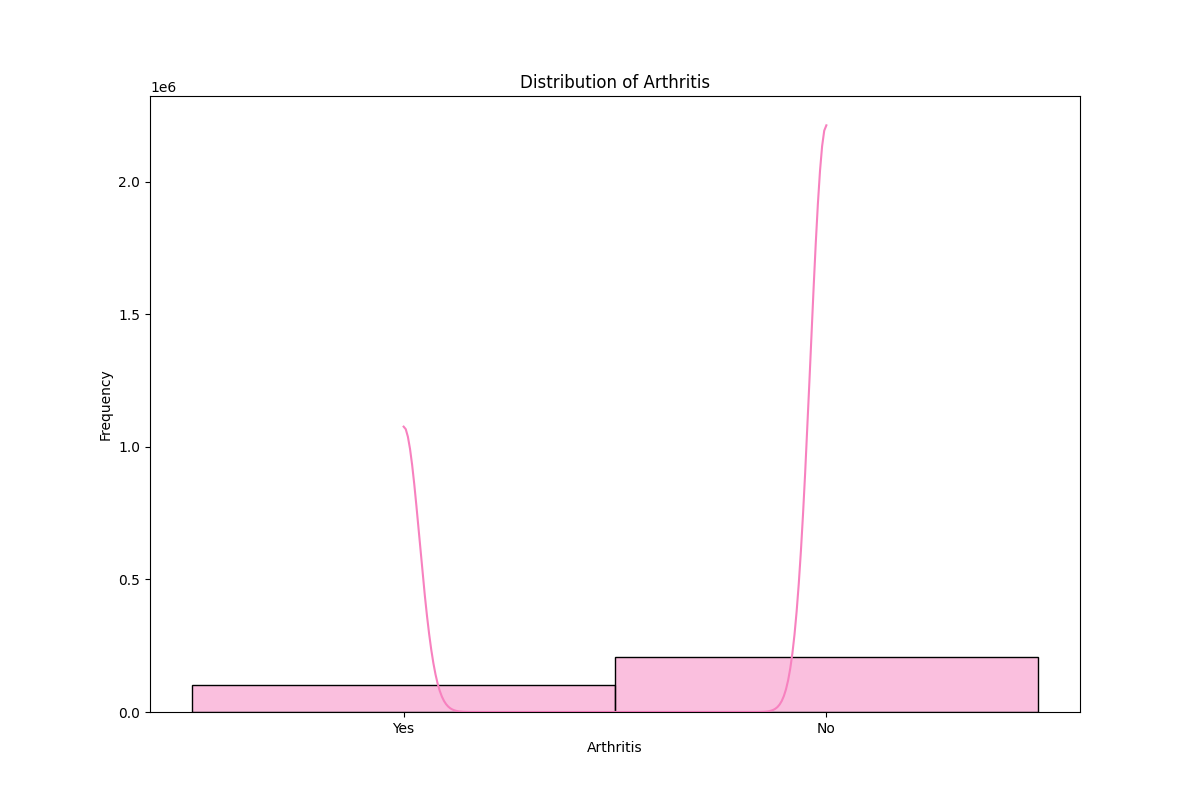 Distribution of Arthritis
1e6
2.0
1.5
1.0
0.5
0.0
Frequency
Yes No
Arthritis